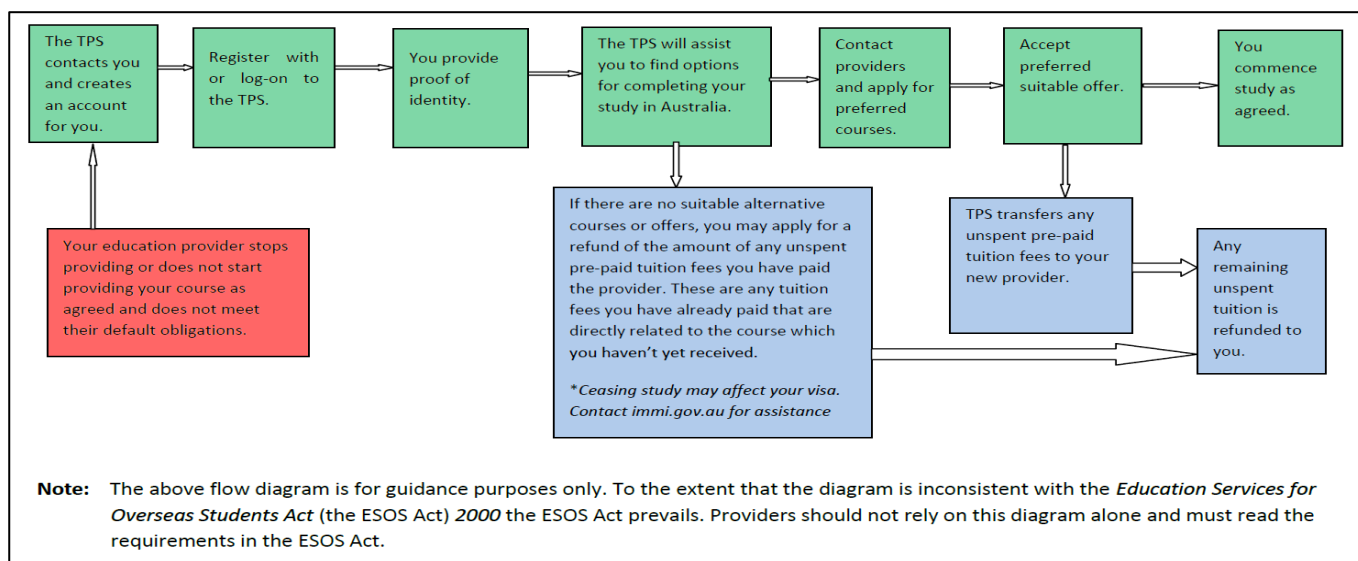 The TPS
contacts you
and creates
an account
for you.
Register with
or log-on to
the TPS.
You provide
proof of
identity.
The TPS will assist
you to find options
for completing your
study in Australia.
Contact
providers
and apply for
preferred
courses.
Accept
preferred
suitable offer.
You
commence
study as
agreed.
Your education provider stops
providing or does not start
providing your course as
agreed and does not meet
their default obligations.
If there are no suitable alternative
courses or offers, you may apply for a
refund of the amount of any unspent
pre-paid tuition fees you have paid
the provider. These are any tuition
fees you have already paid that are
directly related to the course which
you haven’t yet received.
*Ceasing study may affect your visa.
Contact immi.gov.au for assistance
TPS transfers any
unspent pre-paid
tuition fees to your
new provider.
Any
remaining
unspent
tuition is
refunded to
you.
Note: The above flow diagram is for guidance purposes only. To the extent that the diagram is inconsistent with the Education Services for
Overseas Students Act (the ESOS Act) 2000 the ESOS Act prevails. Providers should not rely on this diagram alone and must read the
requirements in the ESOS Act.